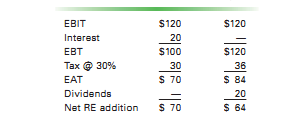 EBIT $120 $120
Interest 20 —
EBT $100 $120
Tax @ 30% 30 36
EAT $ 70 $ 84
Dividends — 20
Net RE addition $ 70 $ 64